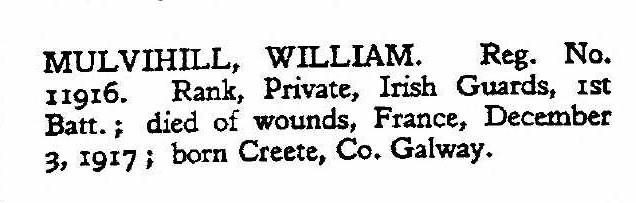 MULVIHILL, WILLIAM. Reg. No.
11916. Rank, Private, Irish Guards, 1st
Batt.; died of wounds, France, December
3, 1917; born Creete, Co. Galway.